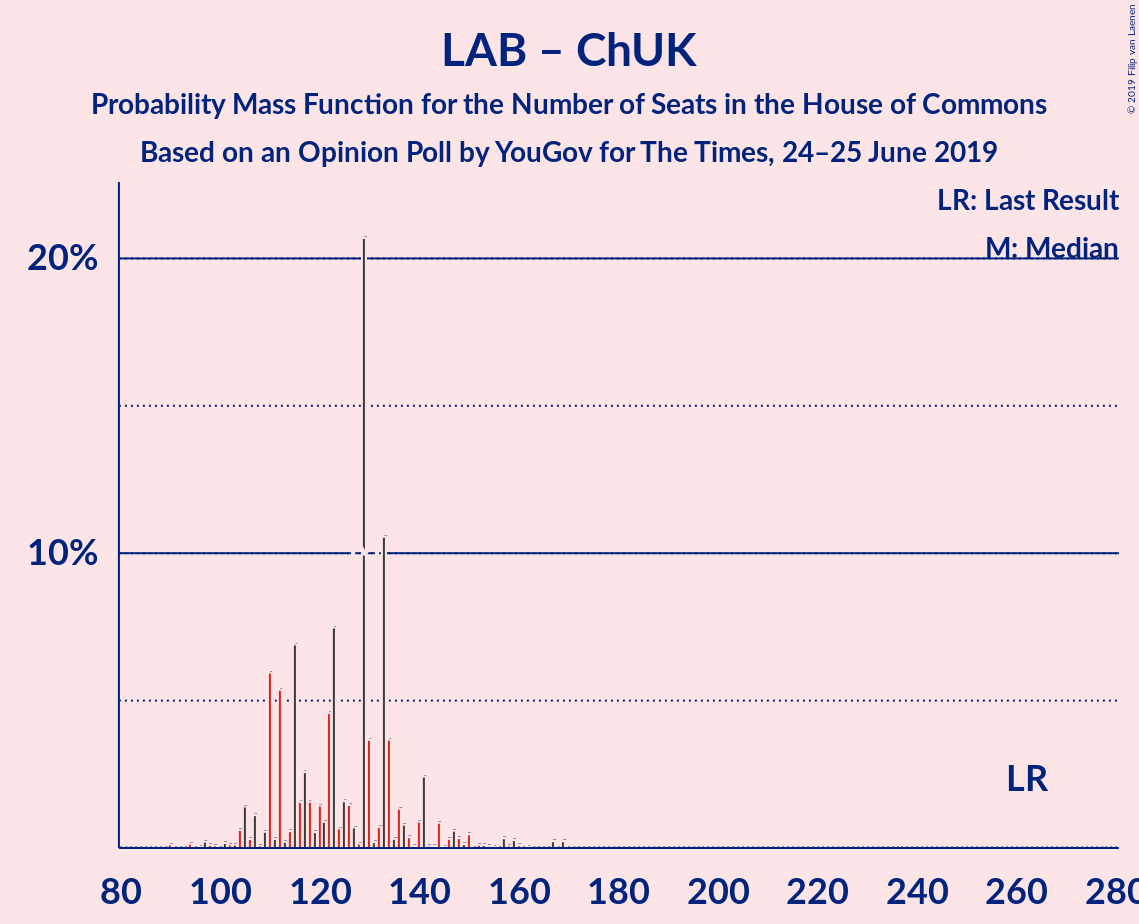 LAB – ChUK
Probability Mass Function for the Number of Seats in the House of Commons
Based on an Opinion Poll by YouGov for The Times, 24–25 June 2019
© 2019 Filip van Laenen
LR: Last Result
M: Median
20%
10%
LR
80 100 120 140 160 180 200 220 240 260 280